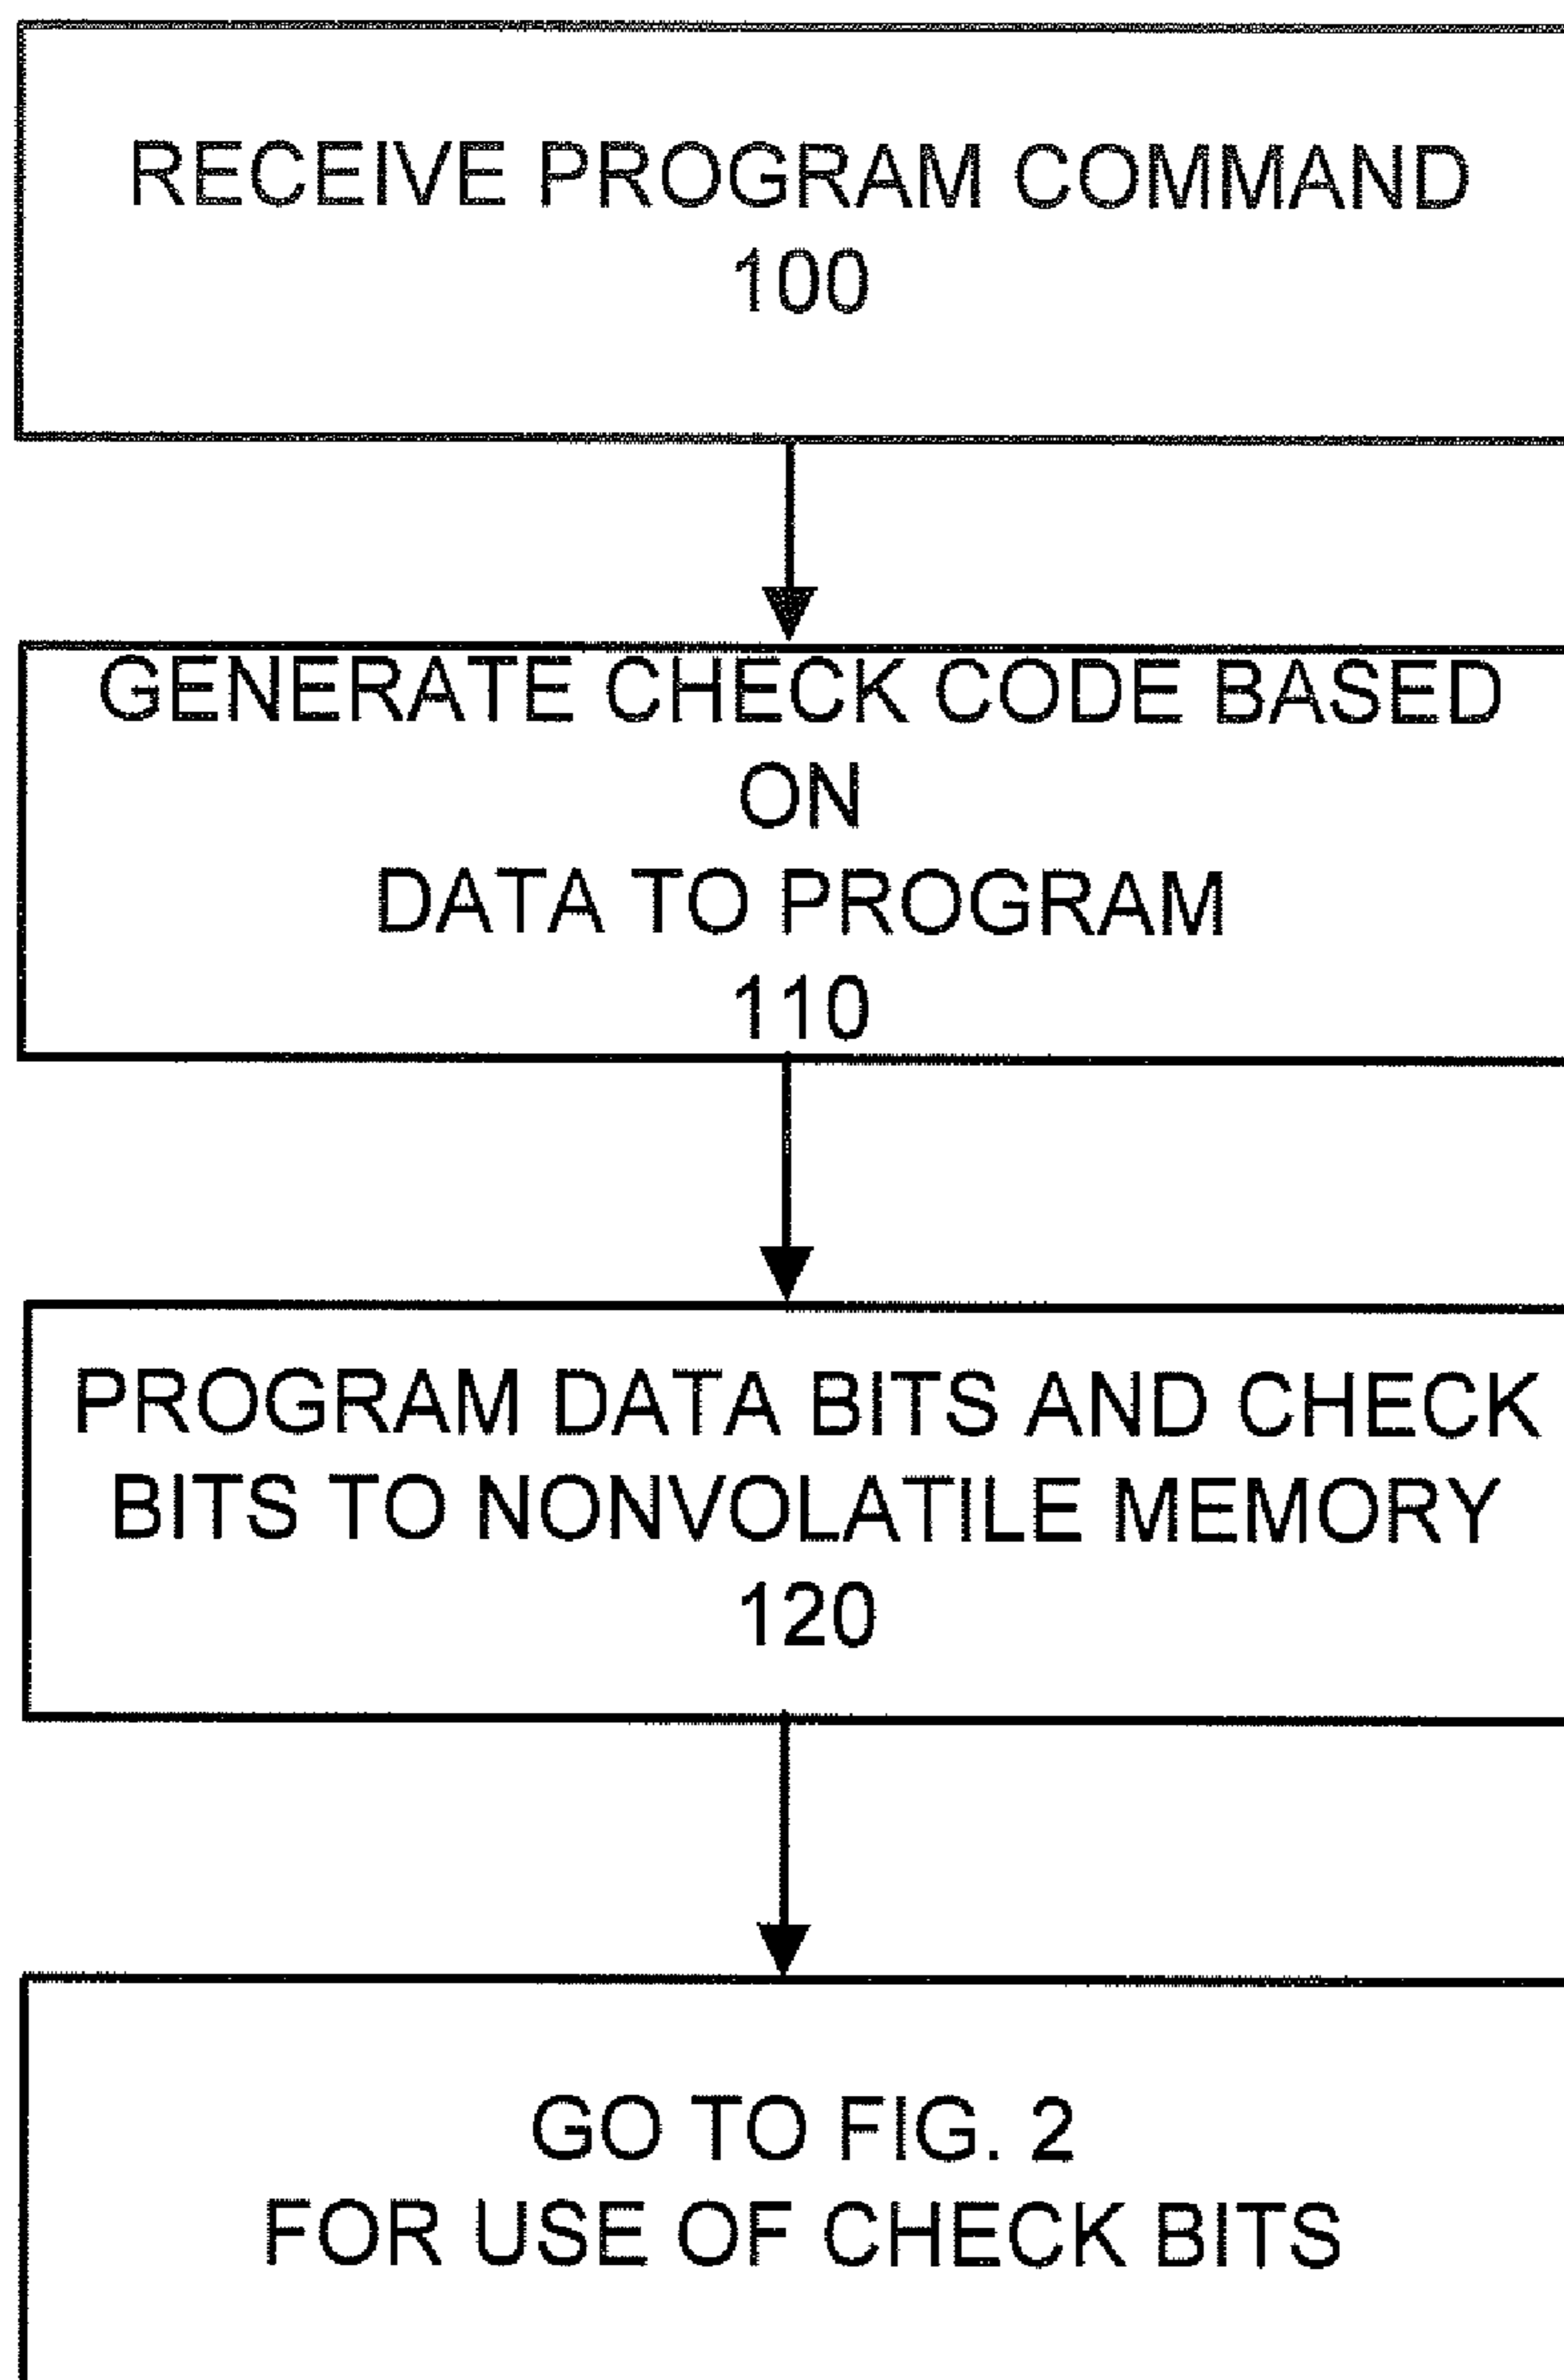 RECEIVE PROGRAM COMMAND
100
GENERATE CHECK CODE BASED
ON
DATA TO PROGRAM
110
PROGRAM DATA BITS AND CHECK
BITS TO NONVOLATILE MEMORY
120
GO TO FIG. 2
FOR USE OF CHECK BITS